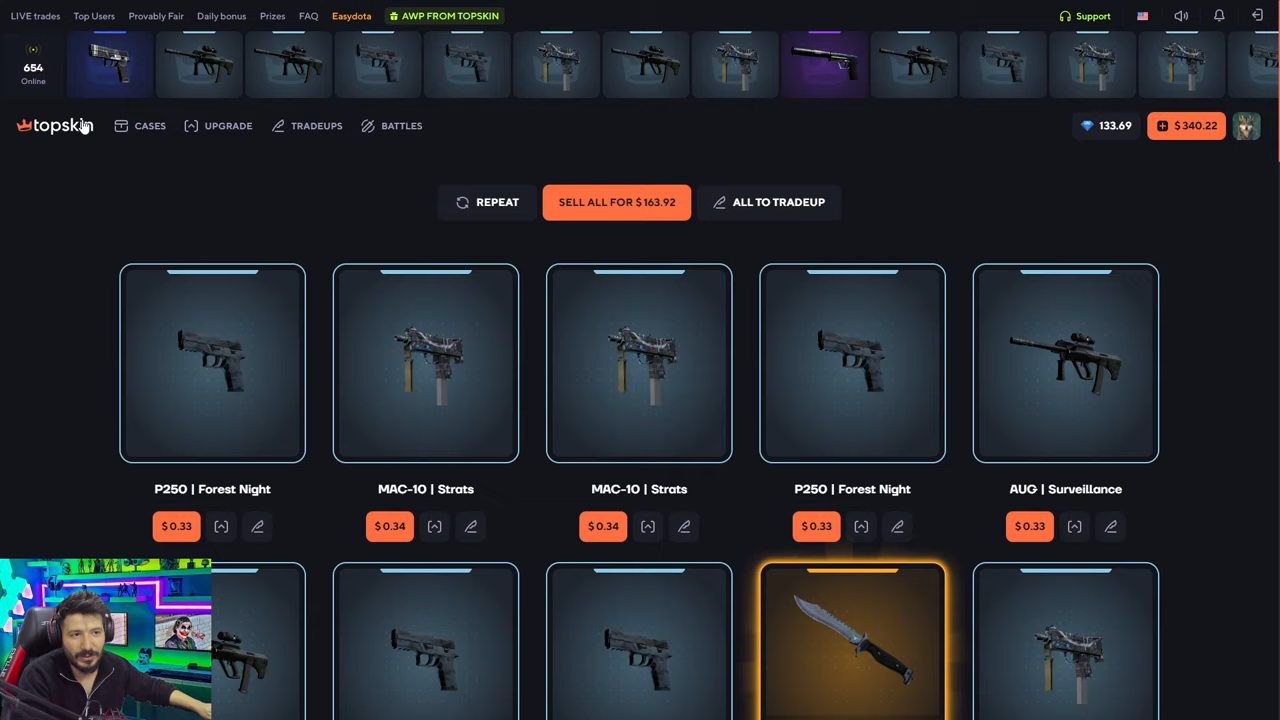 LIVE trades Top Users Provably Fair Daily bonus Prizes FAQ Easydota AWP FROM TOPSKIN Support
654
Online
topskin CASES UPGRADE TRADEUPS BATTLES 133.69 $ 340.22
REPEAT SELL ALL FOR $ 163.92 ALL TO TRADEUP
P250 | Forest Night MAC-10 | Strats MAC-10 | Strats P250 | Forest Night AUG | Surveillance
$ 0.33 $ 0.34 $ 0.34 $ 0.33 $ 0.33